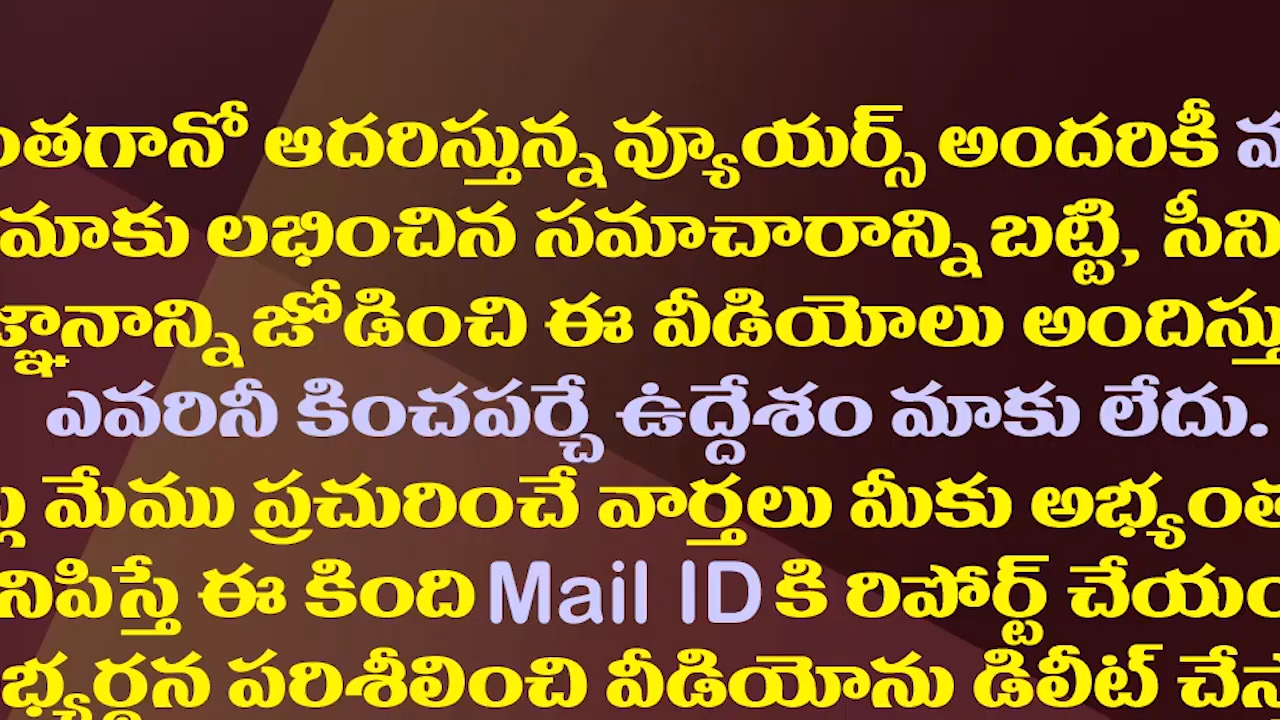 ంతగానో ఆదరిస్తున్న వ్యూయర్స్ అందరికీ
మాకు లభించిన సమాచారాన్ని బట్టి, సీని
జ్ఞానాన్ని జోడించి ఈ వీడియోలు అందిస్తు
ఎవరినీ కించపర్చే ఉద్దేశం మాకు లేదు.
మేము ప్రచురించే వార్తలు మీకు అభ్యంత
నిపిస్తే ఈ కింది Mail ID కి రిపోర్ట్ చేయం
భ్యర్థన పరిశీలించి వీడియోను డిలీట్ చేస